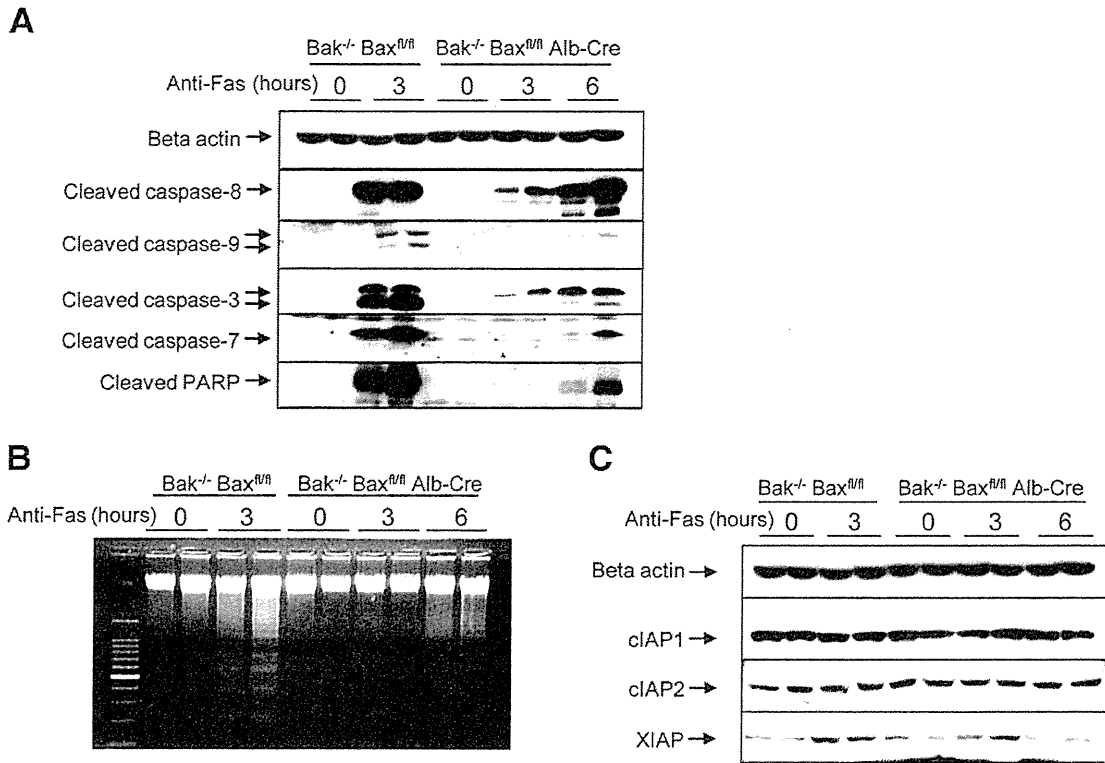 A
Bak-/- Baxfl/fl Bak-/- Baxfl/fl Alb-Cre
Anti-Fas (hours) 0 3 0 3 6
Beta actin
Cleaved caspase-8
Cleaved caspase-9
Cleaved caspase-3
Cleaved caspase-7
Cleaved PARP
B
Bak-/- Baxfl/fl Bak-/- Baxfl/fl Alb-Cre
Anti-Fas (hours) 0 3 0 3 6
C
Bak-/- Baxfl/fl Bak-/- Baxfl/fl Alb-Cre
Anti-Fas (hours) 0 3 0 3 6
Beta actin
cIAP1
cIAP2
XIAP